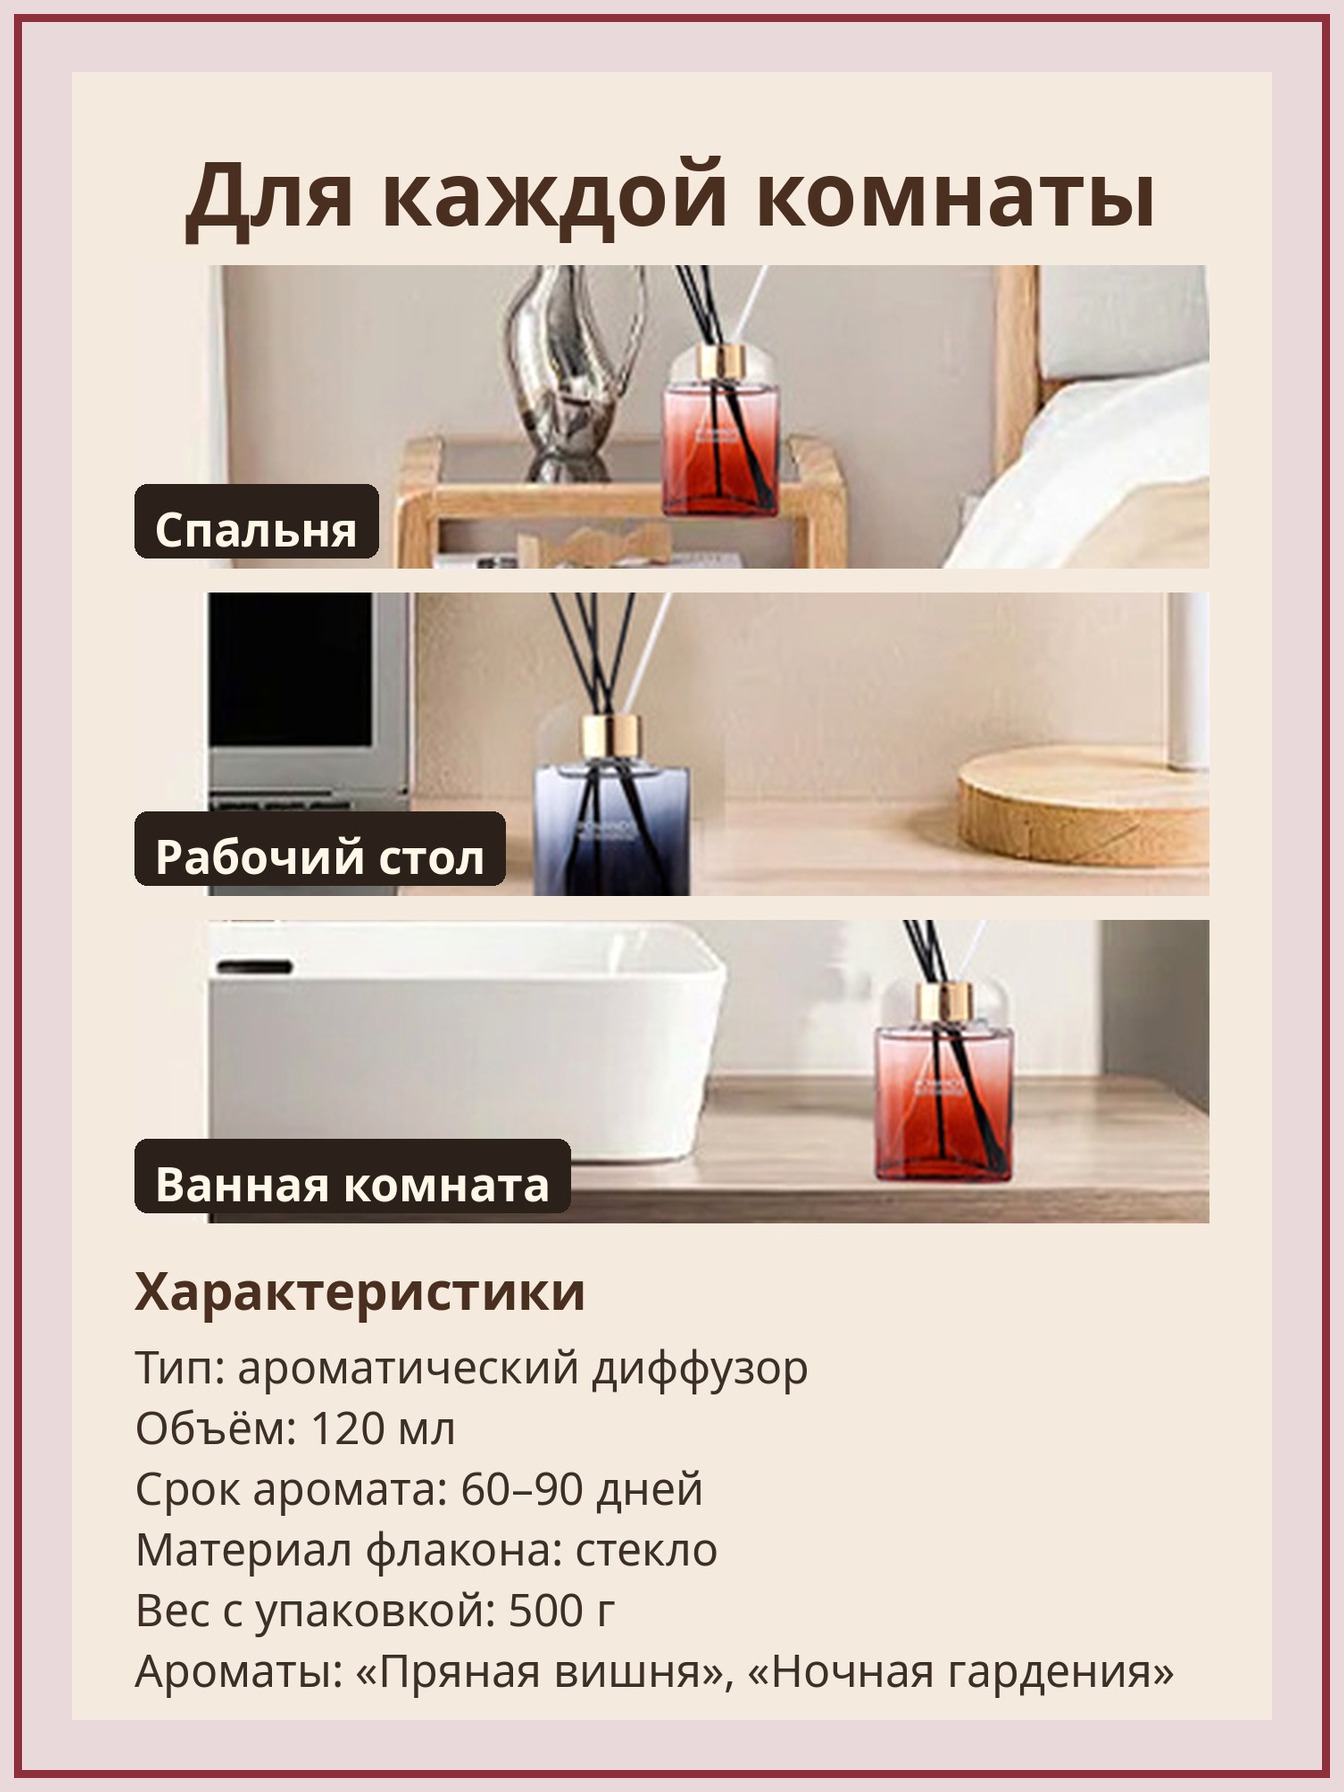 Для каждой комнаты
Спальня
Рабочий стол
Ванная комната
Характеристики
Тип: ароматический диффузор
Объём: 120 мл
Срок аромата: 60–90 дней
Материал флакона: стекло
Вес с упаковкой: 500 г
Ароматы: «Пряная вишня», «Ночная гардения»